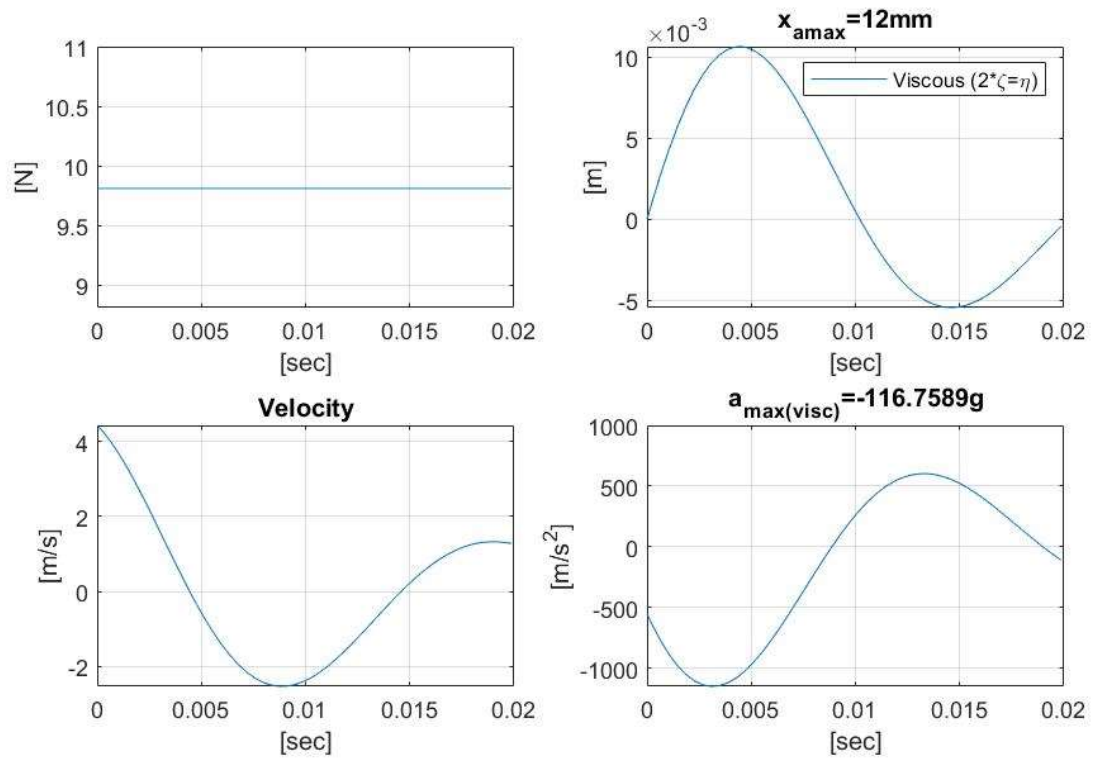 11
10.5
10
9.5
9
[N]
0 0.005 0.01 0.015 0.02
[sec]
x_amax=12mm
×10^-3
10
5
0
-5
[m]
Viscous (2*ζ=η)
0 0.005 0.01 0.015 0.02
[sec]
Velocity
4
2
0
-2
[m/s]
0 0.005 0.01 0.015 0.02
[sec]
a_max(visc)=-116.7589g
1000
500
0
-500
-1000
[m/s²]
0 0.005 0.01 0.015 0.02
[sec]